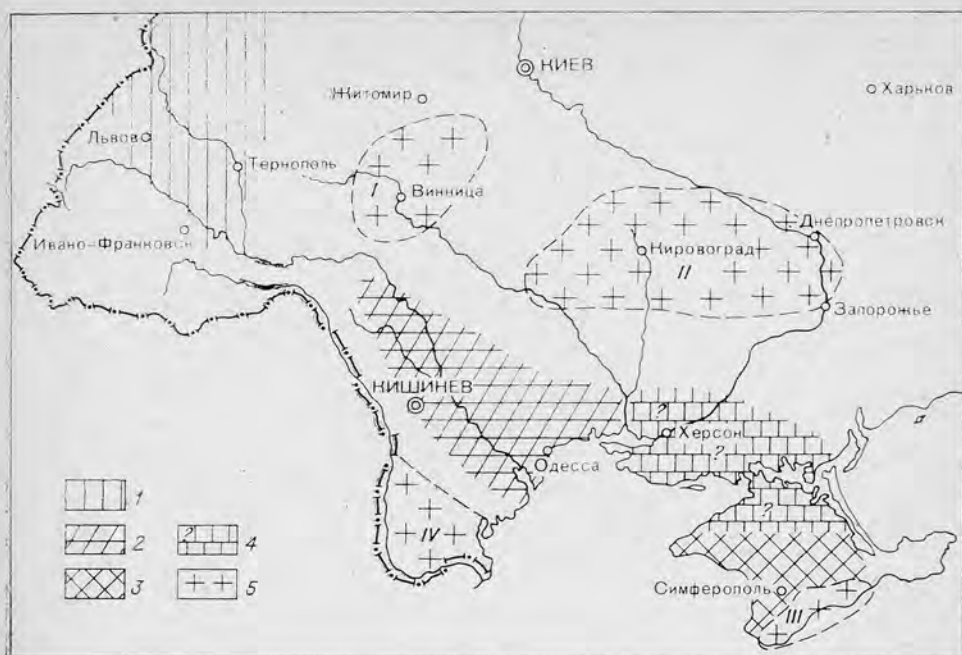 КИЕВ
Харьков
Житомир
Львов
Тернополь
I
Винница
Ивано-Франковск
Днепропетровск
Кировоград
II
Запорожье
КИШИНЕВ
?
Херсон
?
Одесса
1
?
2
? 4
IV
3
5
Симферополь
III